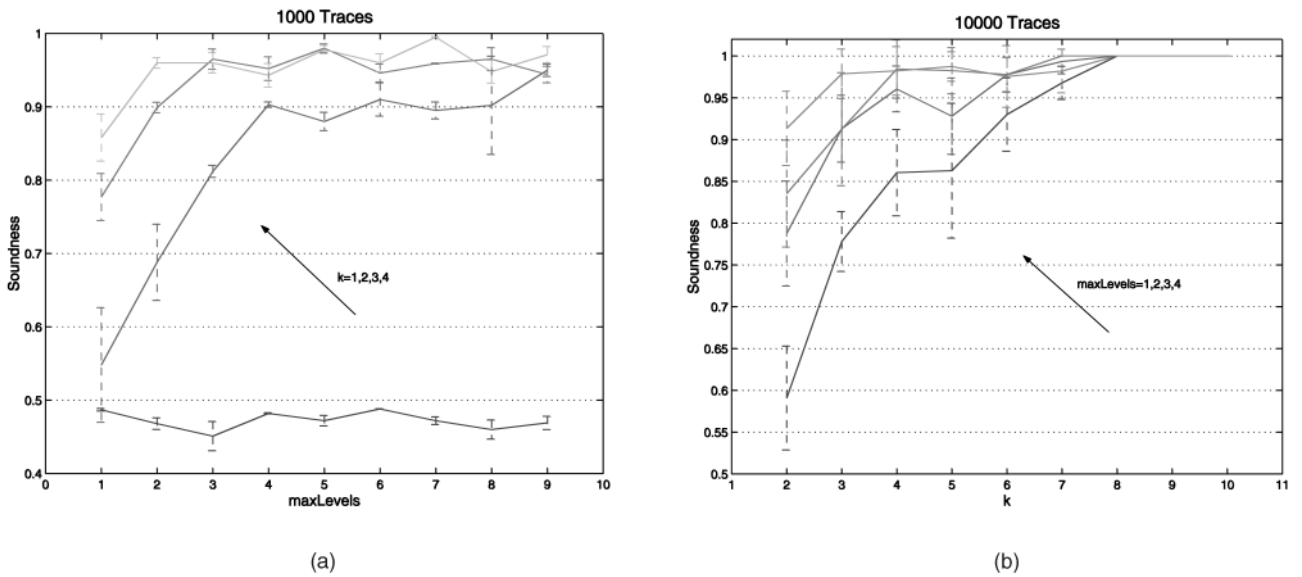 1000 Traces
1
0.9
0.8
0.7
0.6
0.5
0.4
Soundness
k=1,2,3,4
0 1 2 3 4 5 6 7 8 9 10
maxLevels
(a)
10000 Traces
1
0.95
0.9
0.85
0.8
0.75
0.7
0.65
0.6
0.55
0.5
Soundness
maxLevels=1,2,3,4
1 2 3 4 5 6 7 8 9 10 11
k
(b)